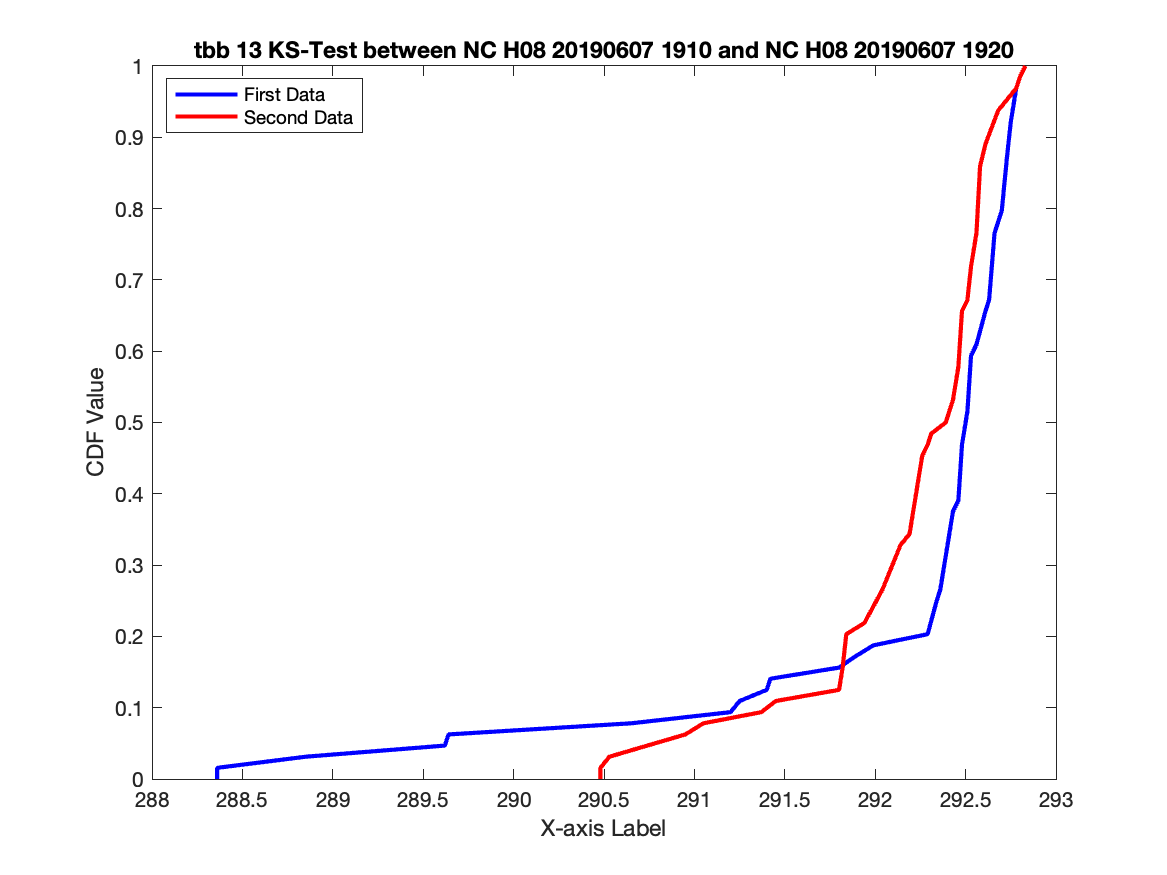 tbb 13 KS-Test between NC H08 20190607 1910 and NC H08 20190607 1920
First Data
Second Data
1
0.9
0.8
0.7
0.6
0.5
0.4
0.3
0.2
0.1
0
CDF Value
288 288.5 289 289.5 290 290.5 291 291.5 292 292.5 293
X-axis Label